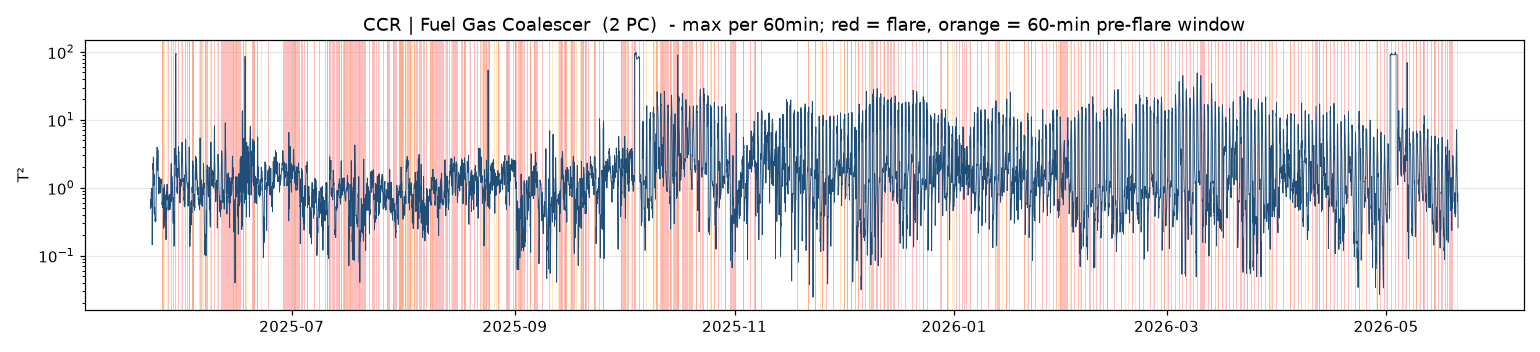 CCR | Fuel Gas Coalescer  (2 PC)  - max per 60min; red = flare, orange = 60-min pre-flare window
10²
10¹
10⁰
10⁻¹
T²
2025-07 2025-09 2025-11 2026-01 2026-03 2026-05